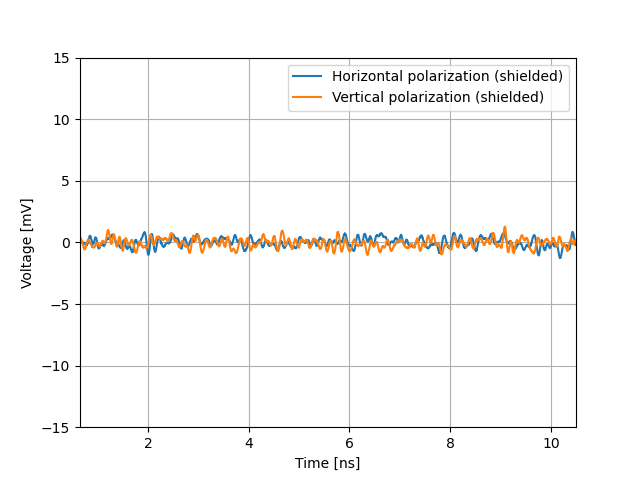 15
10
5
0
−5
−10
−15
Voltage [mV]
Horizontal polarization (shielded)
Vertical polarization (shielded)
2 4 6 8 10
Time [ns]